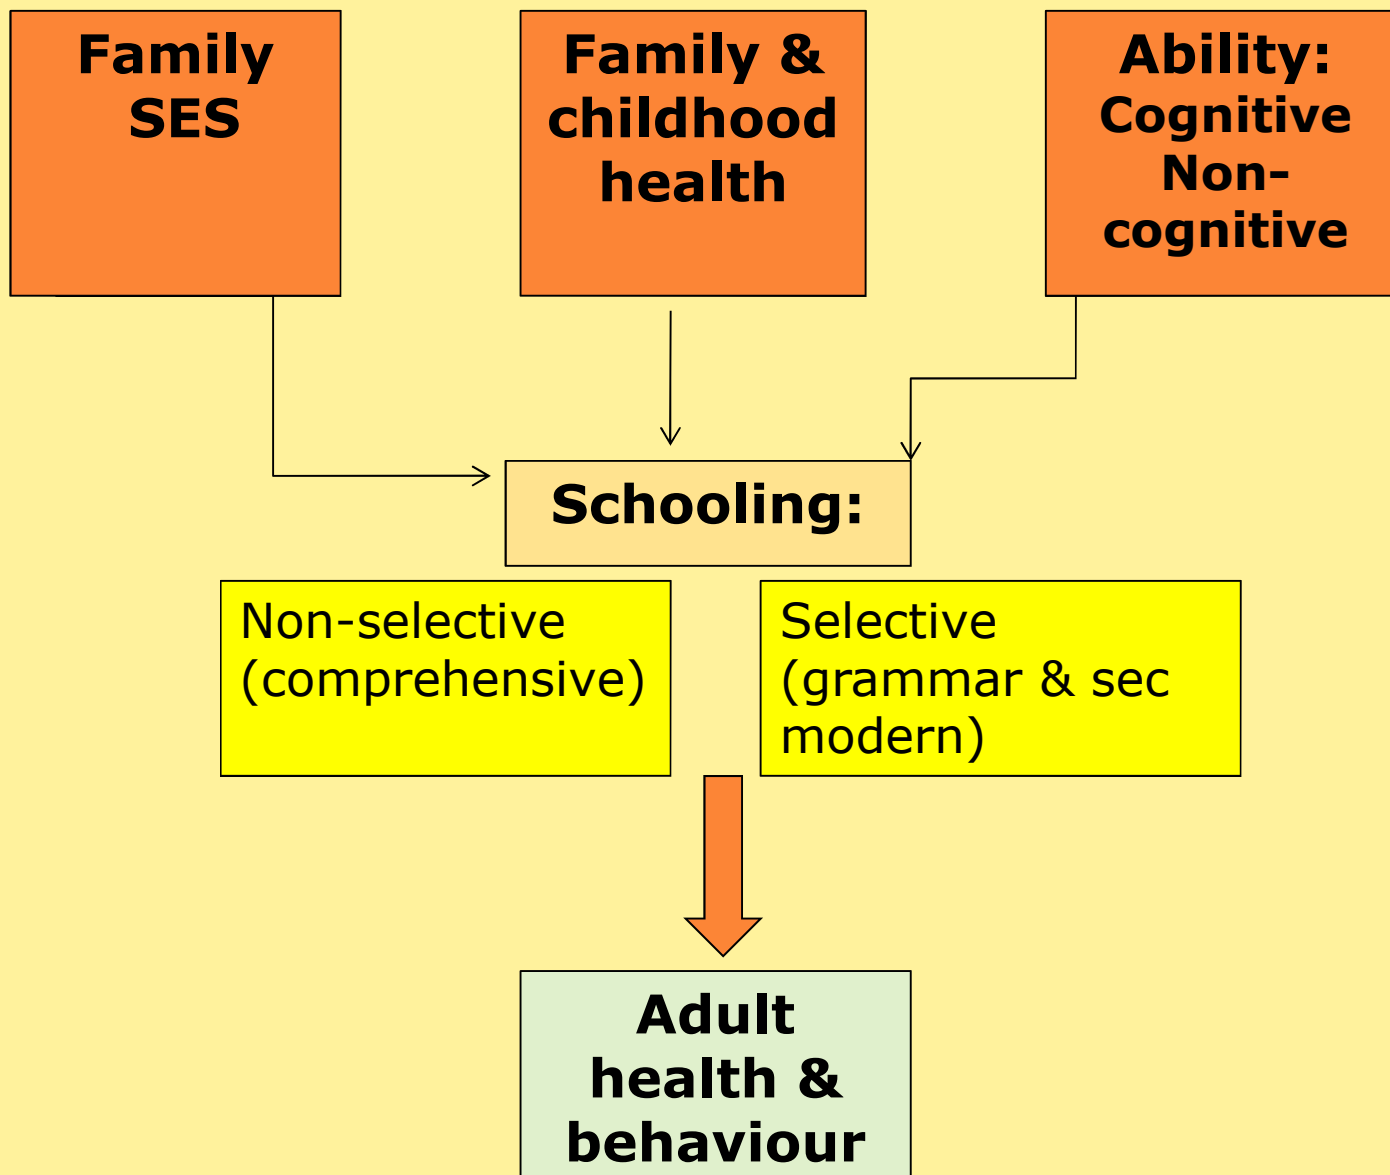 Family
SES
Family &
childhood
health
Ability:
Cognitive
Non-
cognitive
Schooling:
Non-selective
(comprehensive)
Selective
(grammar & sec
modern)
Adult
health &
behaviour